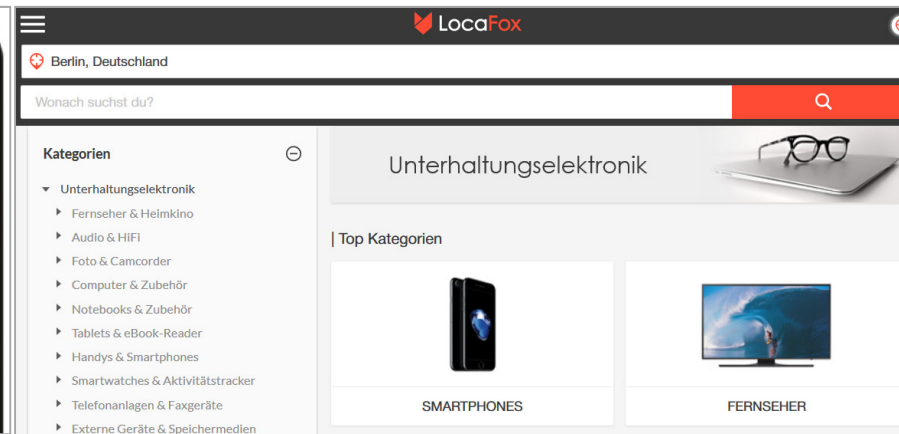 LocaFox
Berlin, Deutschland
Wonach suchst du?
Kategorien
Unterhaltungselektronik
Fernseher & Heimkino
Audio & HiFi
Foto & Camcorder
Computer & Zubehör
Notebooks & Zubehör
Tablets & eBook-Reader
Handys & Smartphones
Smartwatches & Aktivitätstracker
Telefonanlagen & Faxgeräte
Externe Geräte & Speichermedien
Unterhaltungselektronik
| Top Kategorien
SMARTPHONES
FERNSEHER